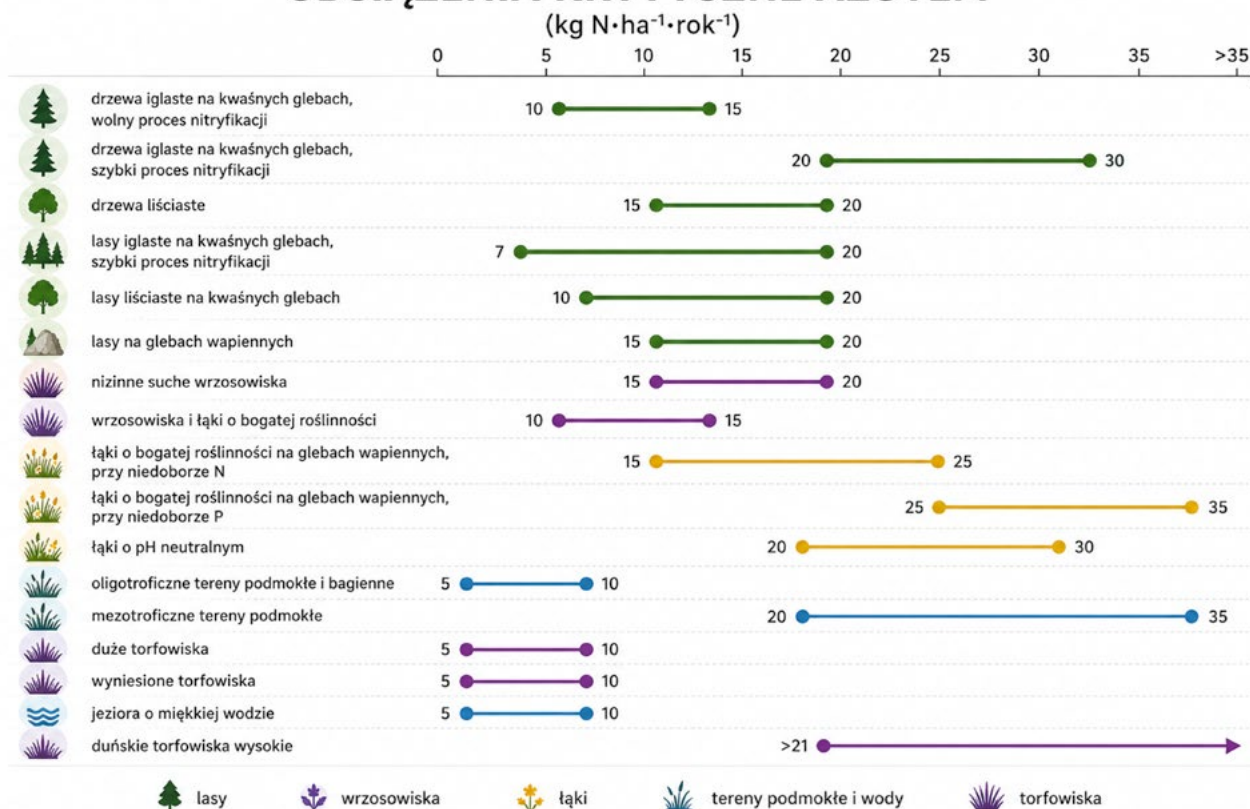 (kg N·ha⁻¹·rok⁻¹)
0 5 10 15 20 25 30 35 >35
drzewa iglaste na kwaśnych glebach,
wolny proces nitryfikacji
10 15
drzewa iglaste na kwaśnych glebach,
szybki proces nitryfikacji
20 30
drzewa liściaste
15 20
lasy iglaste na kwaśnych glebach,
szybki proces nitryfikacji
7 20
lasy liściaste na kwaśnych glebach
10 20
lasy na glebach wapiennych
15 20
nizinne suche wrzosowiska
15 20
wrzosowiska i łąki o bogatej roślinności
10 15
łąki o bogatej roślinności na glebach wapiennych,
przy niedoborze N
15 25
łąki o bogatej roślinności na glebach wapiennych,
przy niedoborze P
25 35
łąki o pH neutralnym
20 30
oligotroficzne tereny podmokłe i bagienne
5 10
mezotroficzne tereny podmokłe
20 35
duże torfowiska
5 10
wyniesione torfowiska
5 10
jeziora o miękkiej wodzie
5 10
duńskie torfowiska wysokie
>21
lasy wrzosowiska łąki tereny podmokłe i wody torfowiska